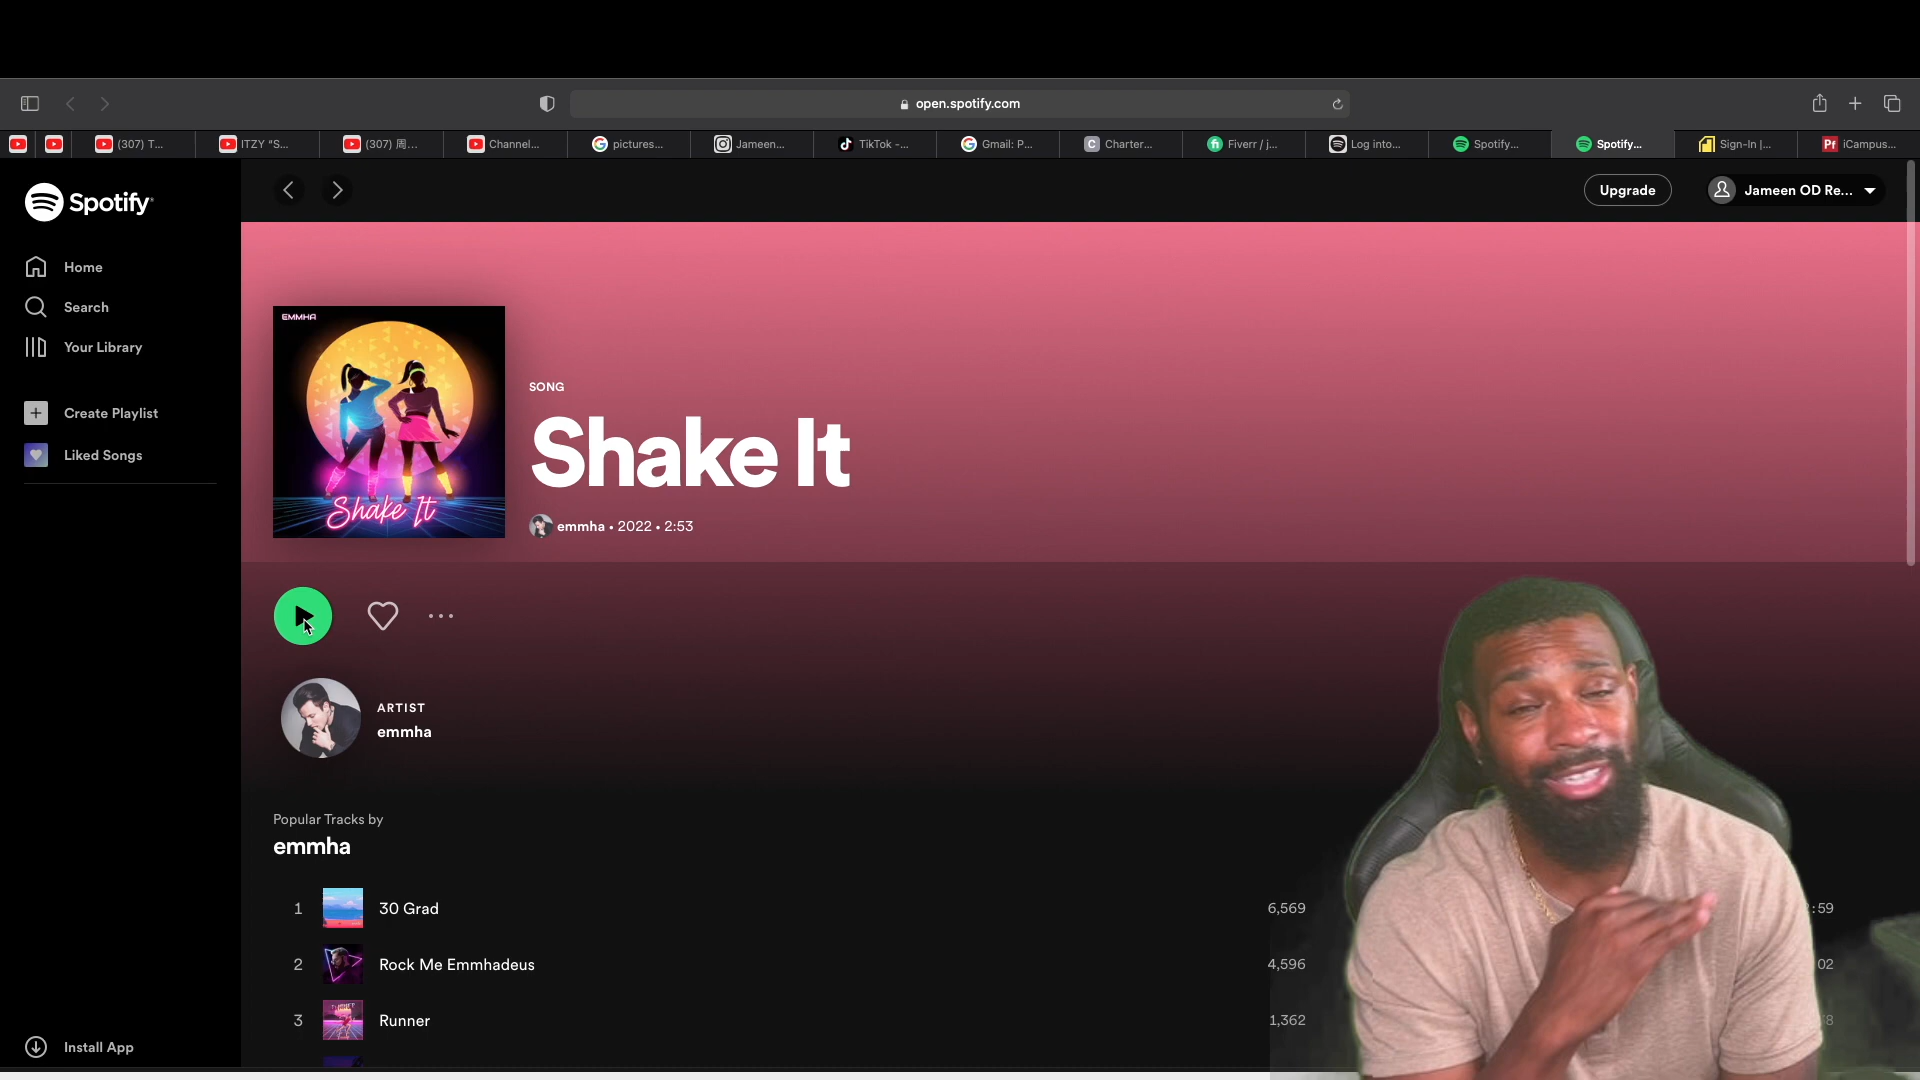 open.spotify.com
(307) T...
ITZY "S...
(307) 周...
Channel...
pictures...
Jameen...
TikTok -...
Gmail: P...
Charter...
Fiverr / j...
Log into...
Spotify...
Spotify...
Sign-In |...
iCampus...
Spotify
Upgrade
Jameen OD Re...
Home
Search
Your Library
Create Playlist
Liked Songs
EMMHA
Shake It
SONG
Shake It
emmha • 2022 • 2:53
ARTIST
emmha
Popular Tracks by
emmha
1 30 Grad 6,569 :59
2 Rock Me Emmhadeus 4,596 02
3 Runner 1,362
Install App